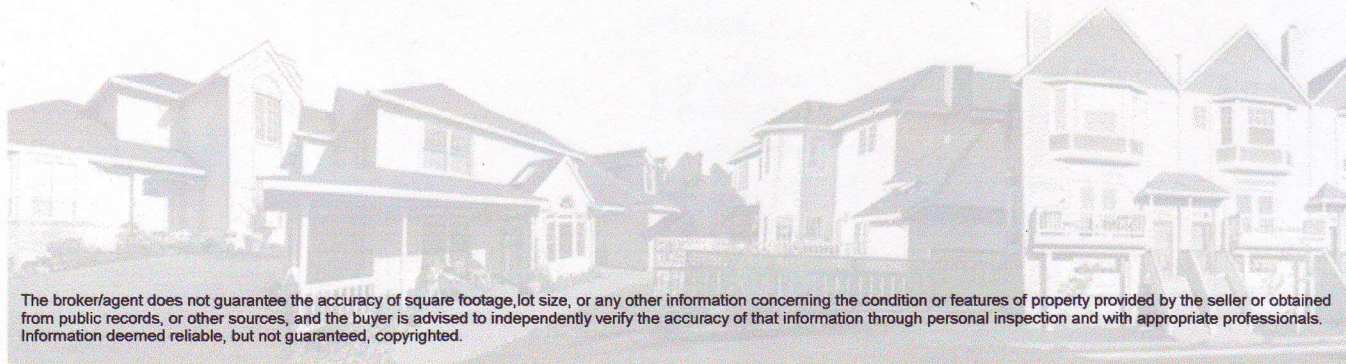 The broker/agent does not guarantee the accuracy of square footage,lot size, or any other information concerning the condition or features of property provided by the seller or obtained
from public records, or other sources, and the buyer is advised to independently verify the accuracy of that information through personal inspection and with appropriate professionals.
Information deemed reliable, but not guaranteed, copyrighted.